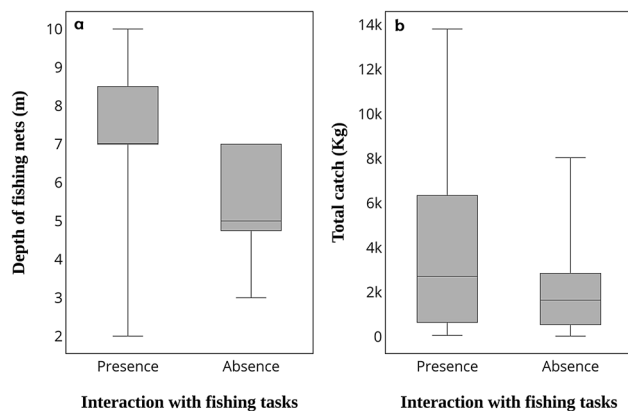 a
Depth of fishing nets (m)
10
9
8
7
6
5
4
3
2
Presence Absence
Interaction with fishing tasks
b
Total catch (Kg)
14k
12k
14k
8k
6k
4k
2k
0
Presence Absence
Interaction with fishing tasks